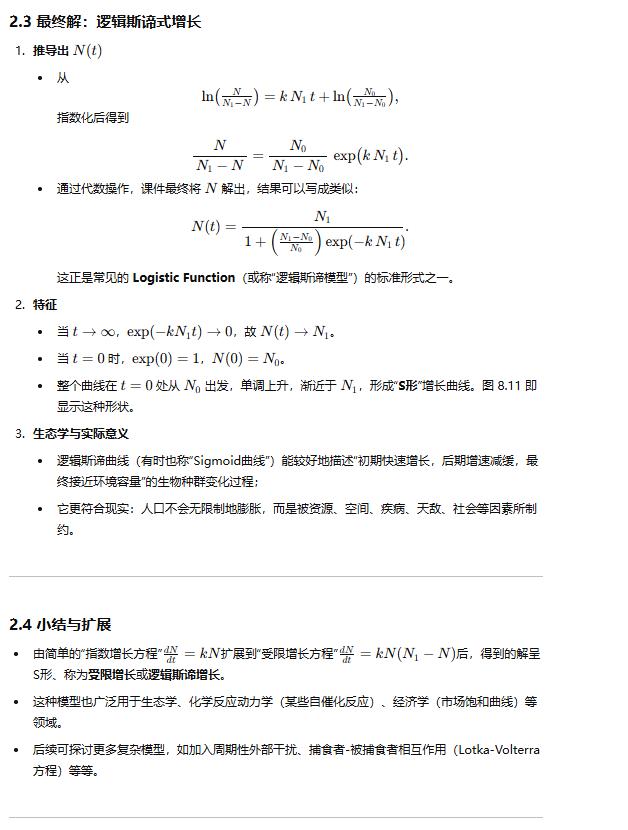 2.3 最终解：逻辑斯谛式增长
1. 推导出 N(t)
• 从
ln(N/(N₁−N)) = k N₁ t + ln(N₀/(N₁−N₀)),
指数化后得到
N/(N₁−N) = N₀/(N₁−N₀) exp(k N₁ t).
• 通过代数操作，课件最终将 N 解出，结果可以写成类似：
N(t) = N₁/(1 + ((N₁−N₀)/N₀) exp(−k N₁ t)).
这正是常见的 Logistic Function（或称“逻辑斯谛模型”）的标准形式之一。
2. 特征
• 当 t → ∞，exp(−kN₁t) → 0，故 N(t) → N₁。
• 当 t = 0 时，exp(0) = 1，N(0) = N₀。
• 整个曲线在 t = 0 处从 N₀ 出发，单调上升，渐近于 N₁，形成“S形”增长曲线。图 8.11 即
显示这种形状。
3. 生态学与实际意义
• 逻辑斯谛曲线（有时也称“Sigmoid曲线”）能较好地描述“初期快速增长，后期增速减缓，最
终接近环境容量”的生物种群变化过程；
• 它更符合现实：人口不会无限制地膨胀，而是被资源、空间、疾病、天敌、社会等因素所制
约。
2.4 小结与扩展
• 由简单的“指数增长方程”dN/dt = kN扩展到“受限增长方程”dN/dt = kN(N₁ − N)后，得到的解呈
S形、称为受限增长或逻辑斯谛增长。
• 这种模型也广泛用于生态学、化学反应动力学（某些自催化反应）、经济学（市场饱和曲线）等
领域。
• 后续可探讨更多复杂模型，如加入周期性外部干扰、捕食者-被捕食者相互作用（Lotka-Volterra
方程）等等。